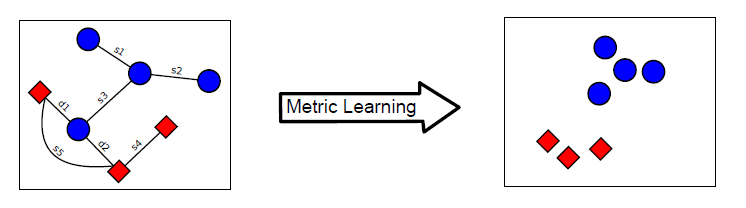 s1
s2
s3
d1
d2
s4
s5
Metric Learning